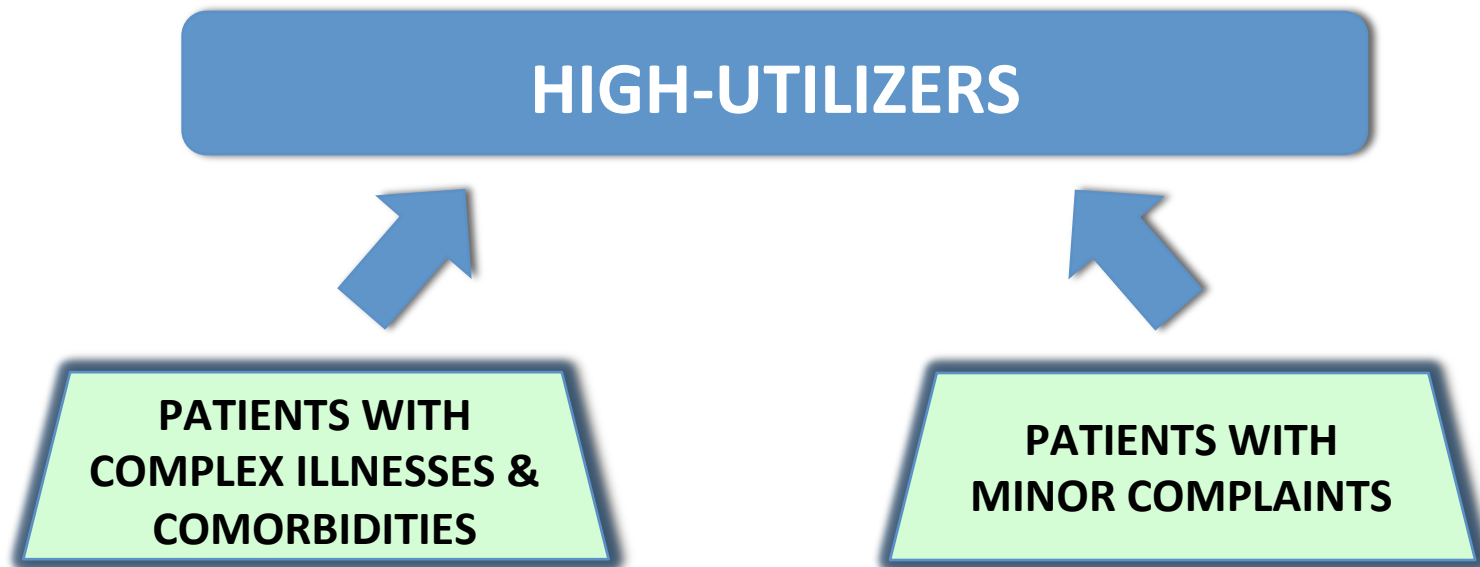 HIGH-UTILIZERS
PATIENTS WITH
COMPLEX ILLNESSES &
COMORBIDITIES
PATIENTS WITH
MINOR COMPLAINTS